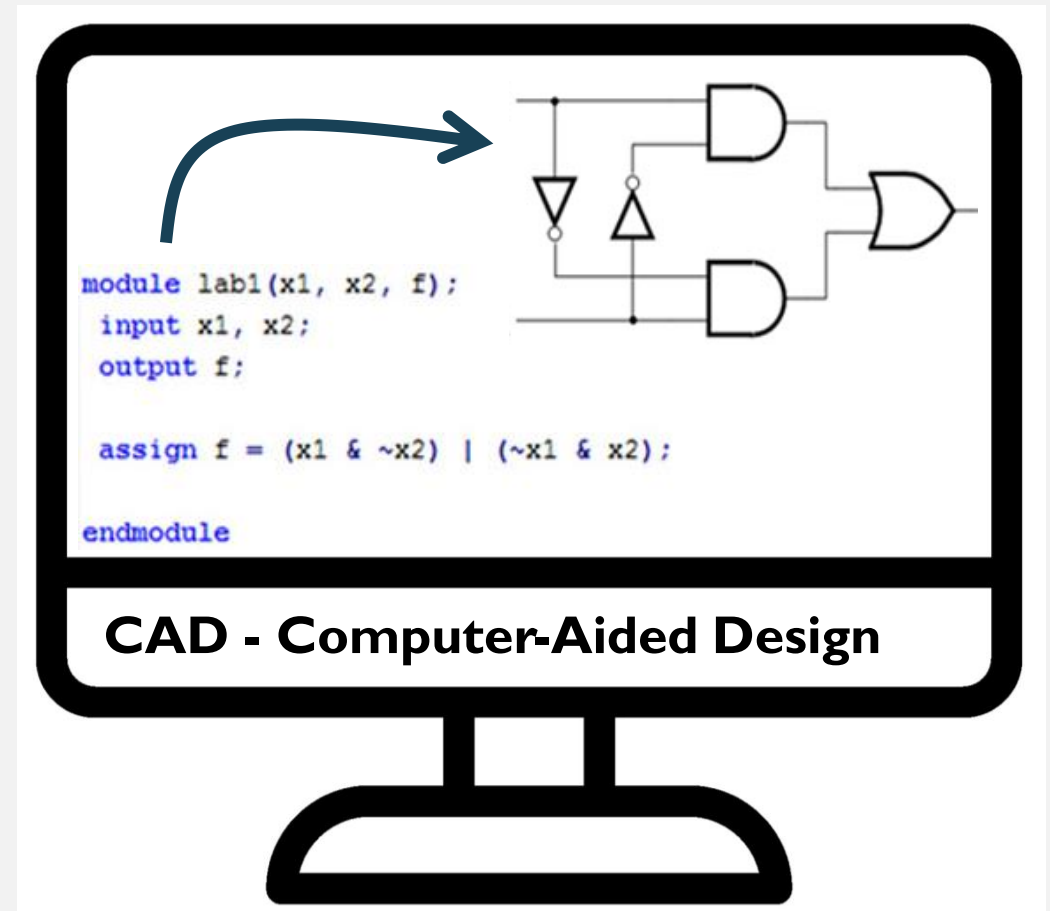 module lab1(x1, x2, f);
input x1, x2;
output f;
assign f = (x1 & ~x2) | (~x1 & x2);
endmodule
CAD - Computer-Aided Design